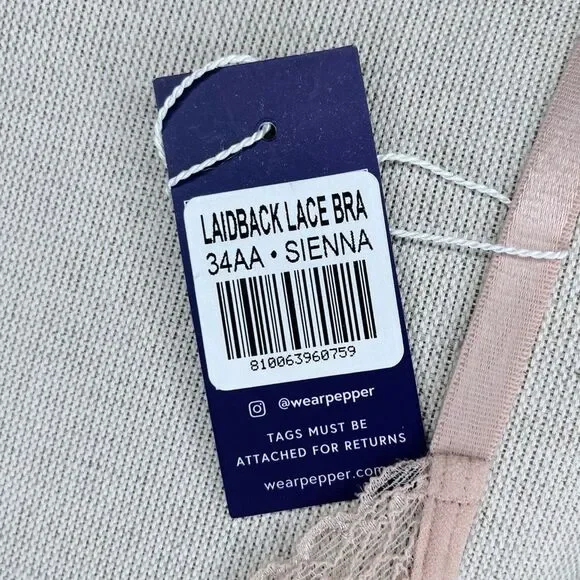 LAIDBACK LACE BRA
34AA • SIENNA
810063960759
@wearpepper
TAGS MUST BE
ATTACHED FOR RETURNS
wearpepper.com